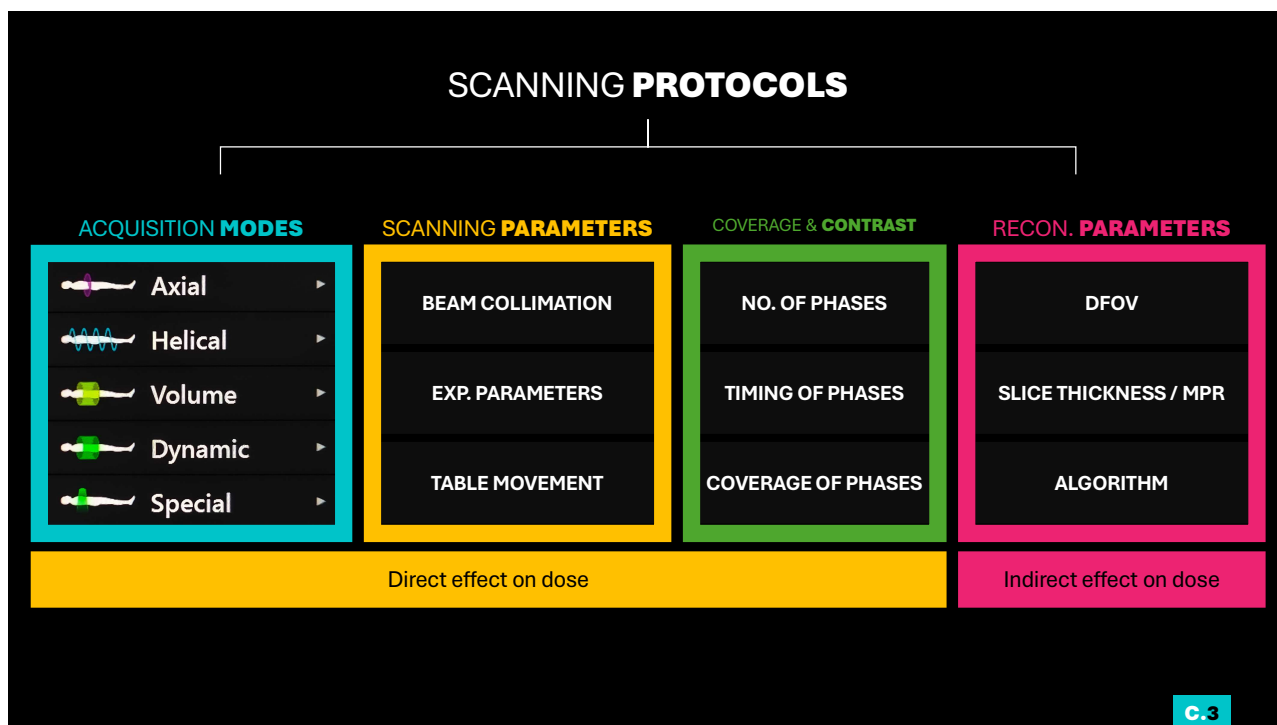 SCANNING PROTOCOLS
ACQUISITION MODES
Axial
Helical
Volume
Dynamic
Special
SCANNING PARAMETERS
BEAM COLLIMATION
EXP. PARAMETERS
TABLE MOVEMENT
COVERAGE & CONTRAST
NO. OF PHASES
TIMING OF PHASES
COVERAGE OF PHASES
RECON. PARAMETERS
DFOV
SLICE THICKNESS / MPR
ALGORITHM
Direct effect on dose
Indirect effect on dose
C.3